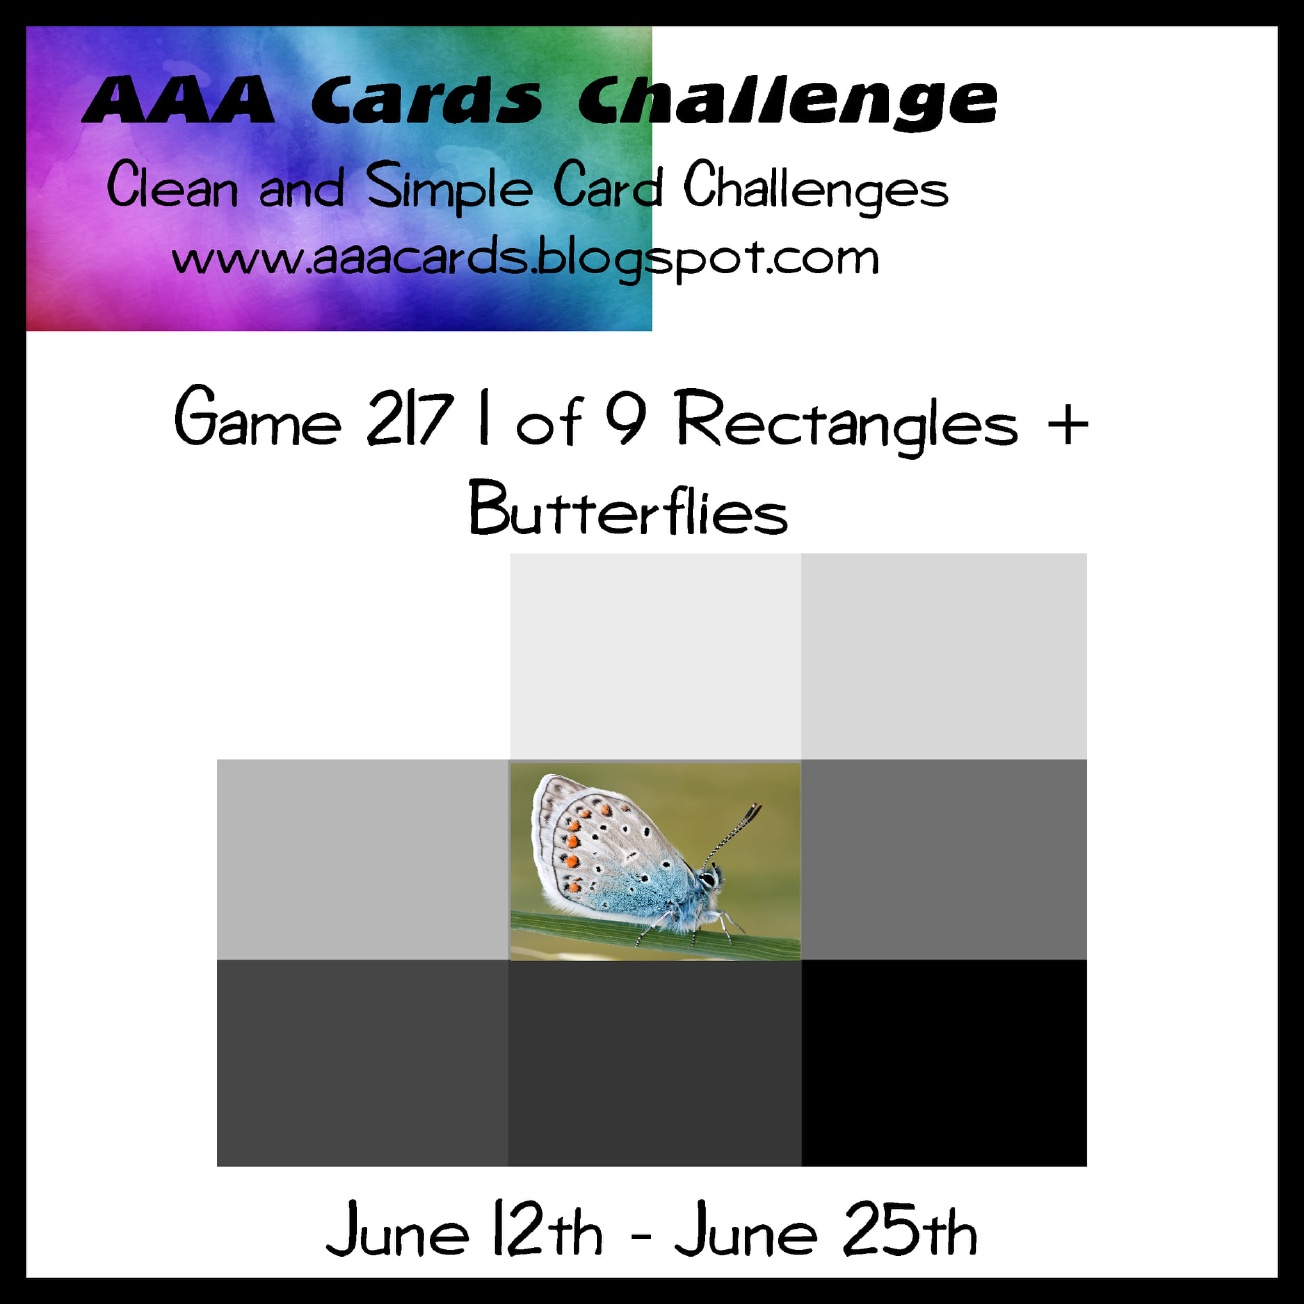 AAA Cards Challenge
Clean and Simple Card Challenges
www.aaacards.blogspot.com
Game 217 1 of 9 Rectangles +
Butterflies
June 12th - June 25th